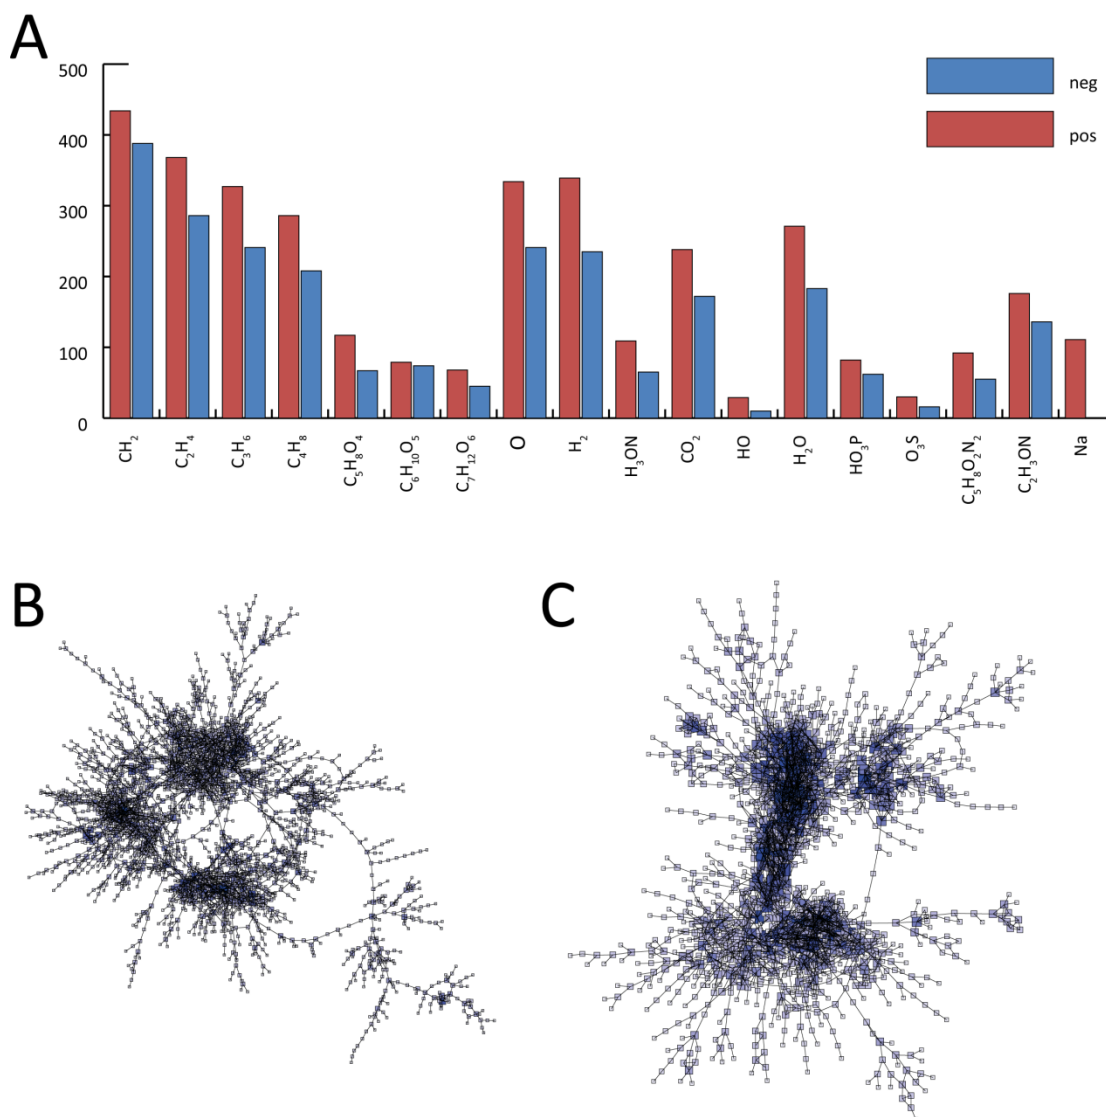 A
500
400
300
200
100
0
neg
pos
CH₂
C₂H₄
C₃H₆
C₄H₈
C₅H₈O₄
C₆H₁₀O₅
C₇H₁₂O₆
O
H₂
H₃ON
CO₂
HO
H₂O
HO₃P
O₃S
C₅H₈O₂N₂
C₂H₃ON
Na
B
C